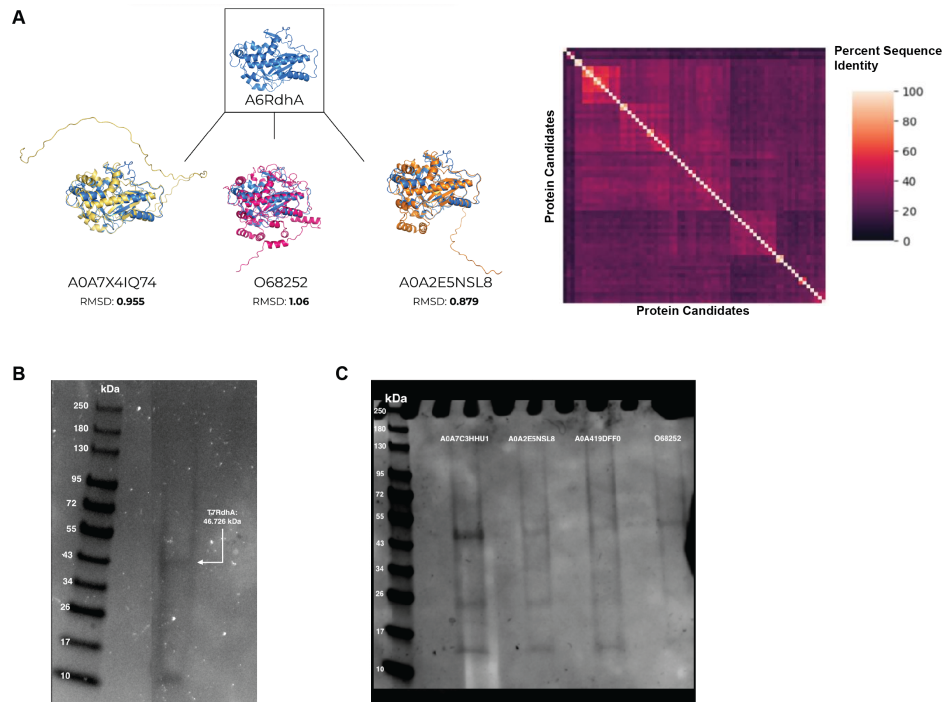 A
A6RdhA
A0A7X4IQ74
RMSD: 0.955
O68252
RMSD: 1.06
A0A2E5NSL8
RMSD: 0.879
Percent Sequence
Identity
100
80
60
40
20
0
Protein Candidates
Protein Candidates
B
kDa
250
180
130
95
72
55
43
34
26
17
10
T7RdhA:
46.726 kDa
C
kDa
250
180
130
95
72
55
43
34
26
17
10
A0A7C3HHU1
A0A2E5NSL8
A0A419DFF0
O68252